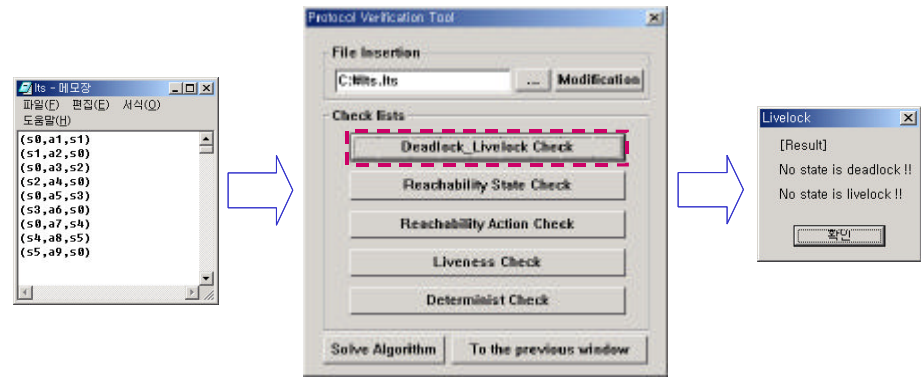 lts - 메모장
파일(F) 편집(E) 서식(O)
도움말(H)
(s0,a1,s1)
(s1,a2,s0)
(s0,a3,s2)
(s2,a4,s0)
(s0,a5,s3)
(s3,a6,s0)
(s0,a7,s4)
(s4,a8,s5)
(s5,a9,s0)
Protocol Verification Tool
File Insertion
C:₩lts.lts ... Modification
Check lists
Deadlock_Livelock Check
Reachability State Check
Reachability Action Check
Liveness Check
Determinist Check
Solve Algorithm To the previous window
Livelock
[Result]
No state is deadlock !!
No state is livelock !!
확인